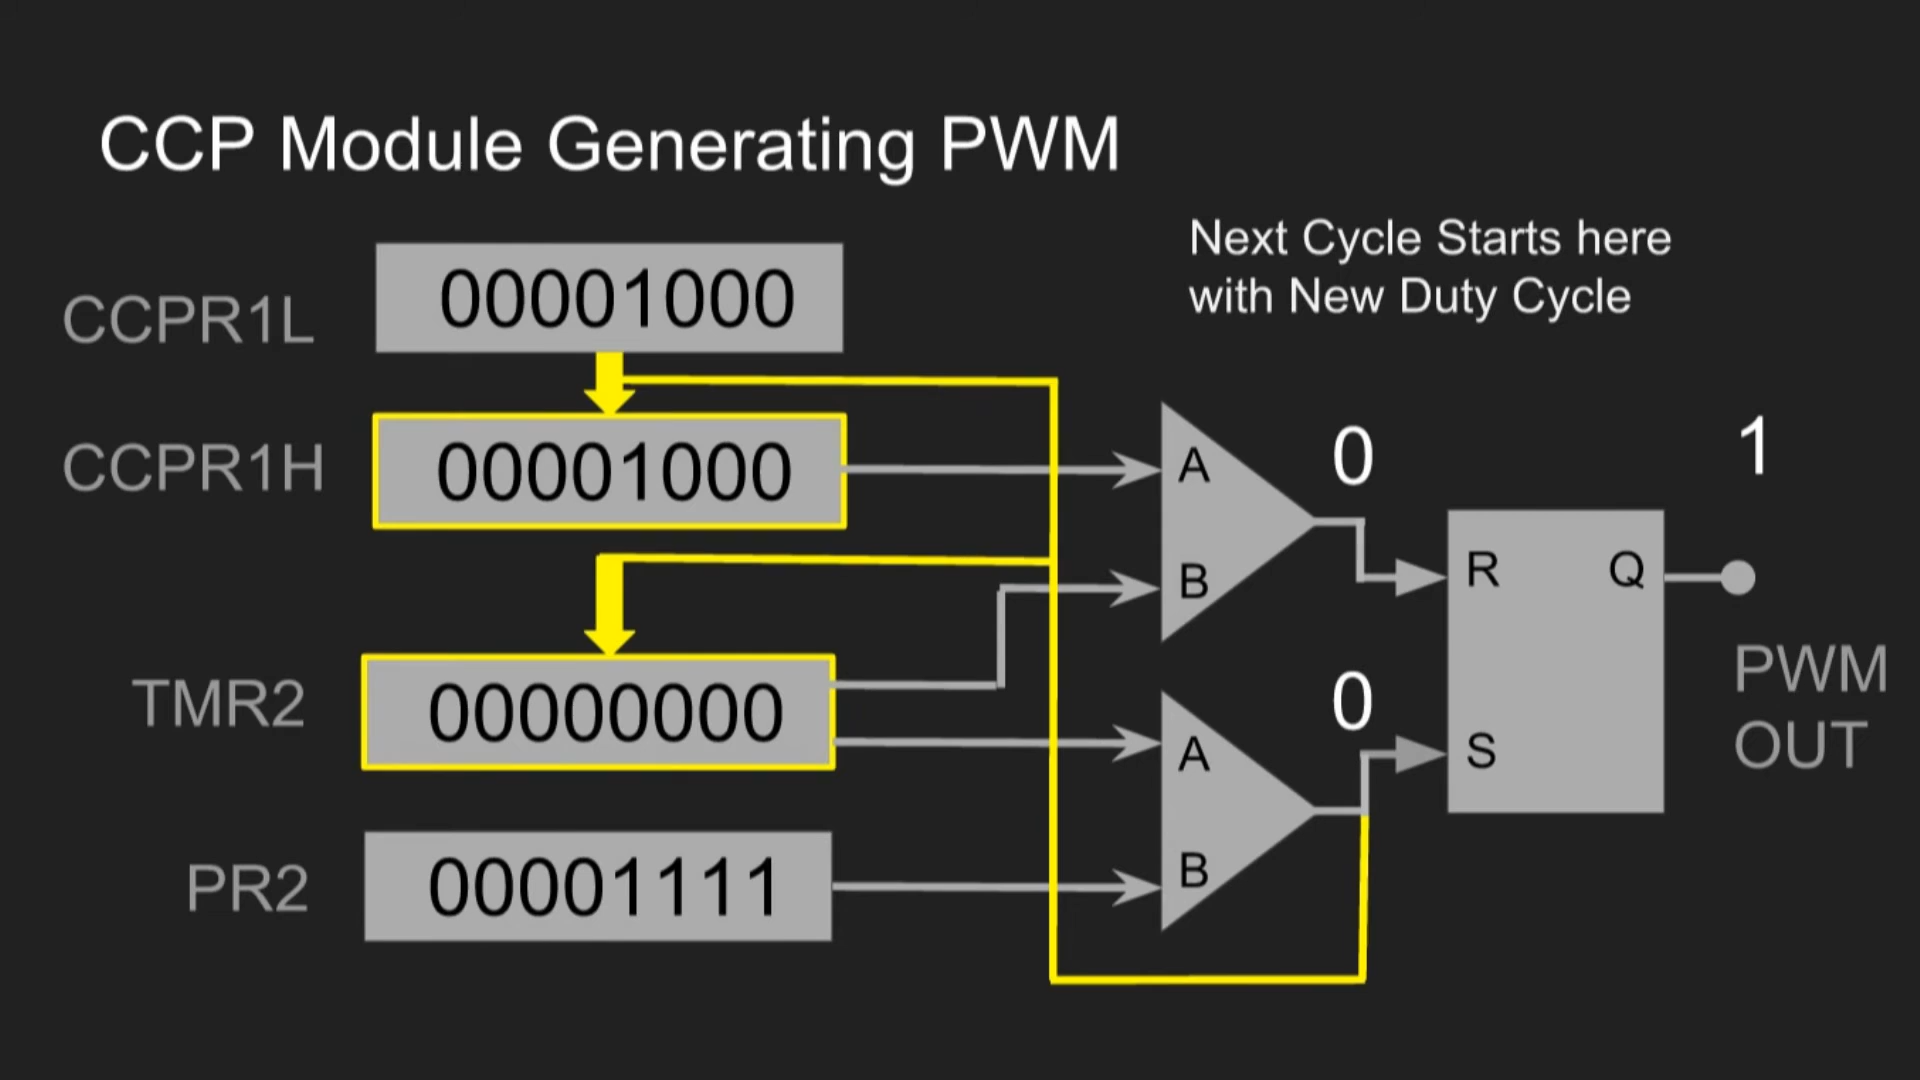 CCP Module Generating PWM
Next Cycle Starts here
with New Duty Cycle
CCPR1L
00001000
CCPR1H
00001000
A
B
0
1
R
Q
TMR2
00000000
A
B
0
S
PWM
OUT
PR2
00001111